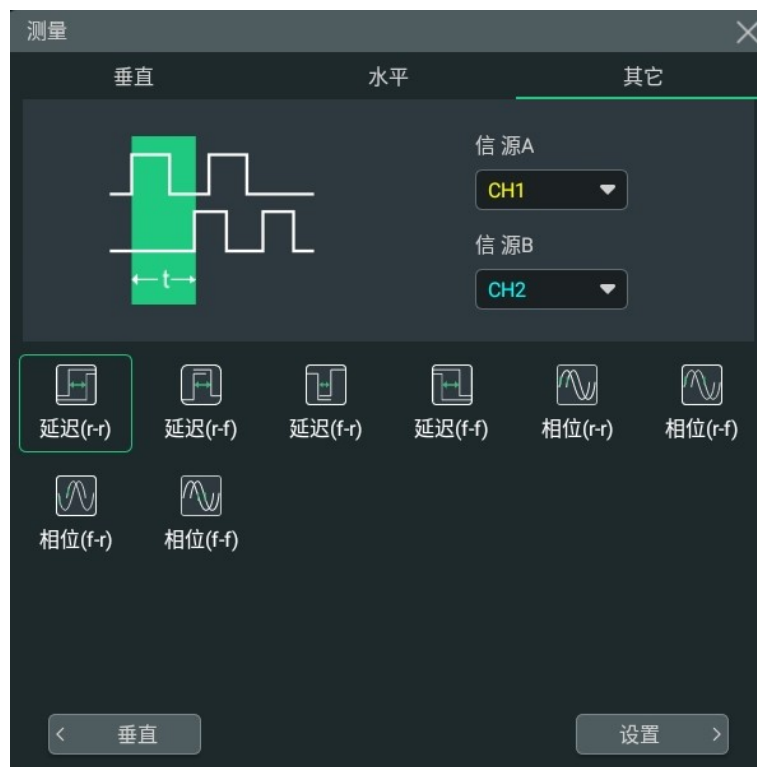 测量
垂直 水平 其它
信源A
CH1
信源B
CH2
t
延迟(r-r) 延迟(r-f) 延迟(f-r) 延迟(f-f) 相位(r-r) 相位(r-f)
相位(f-r) 相位(f-f)
< 垂直 设置 >